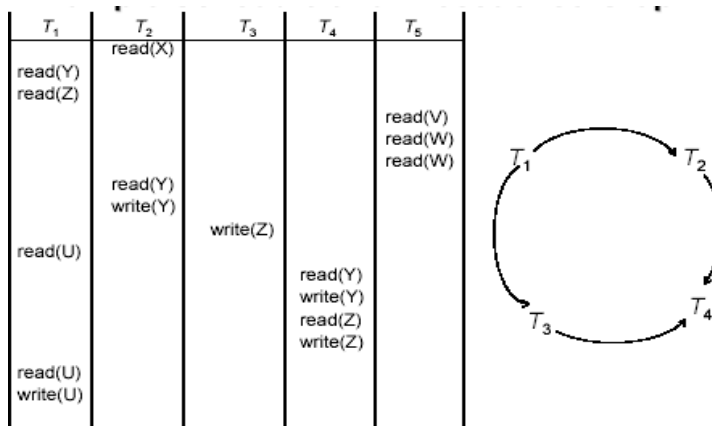 T1 T2 T3 T4 T5
read(X)
read(Y)
read(Z)
read(V)
read(W)
read(W)
read(Y)
write(Y)
write(Z)
read(U)
read(Y)
write(Y)
read(Z)
write(Z)
read(U)
write(U)
T1 T2
T3 T4